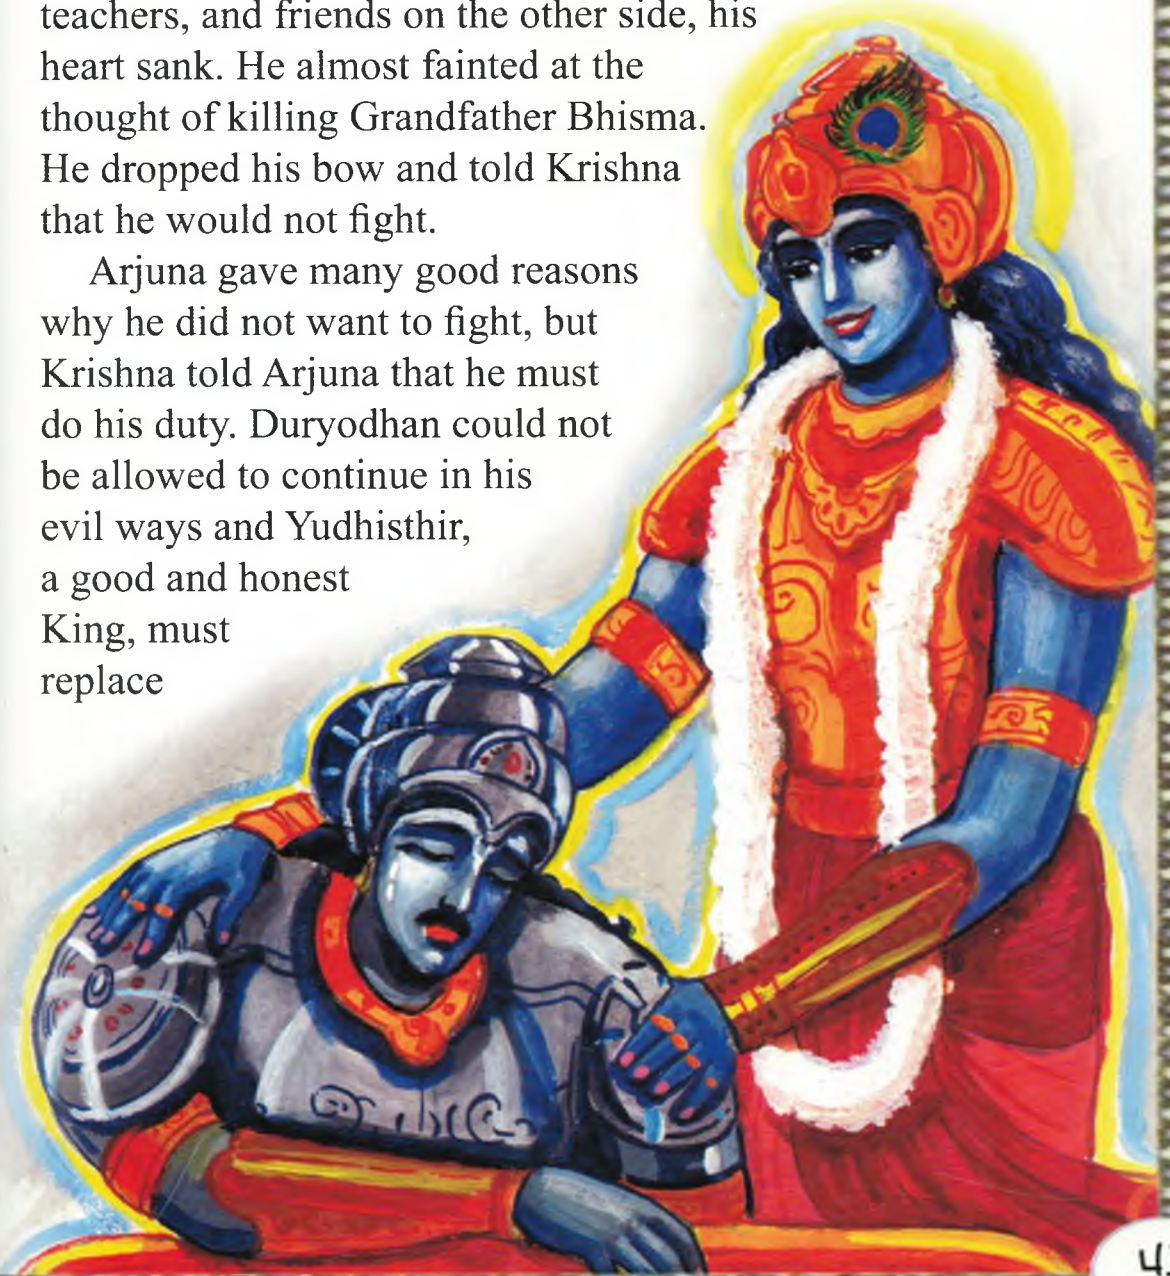 teachers, and friends on the other side, his
heart sank. He almost fainted at the
thought of killing Grandfather Bhisma.
He dropped his bow and told Krishna
that he would not fight.
Arjuna gave many good reasons
why he did not want to fight, but
Krishna told Arjuna that he must
do his duty. Duryodhan could not
be allowed to continue in his
evil ways and Yudhisthir,
a good and honest
King, must
replace